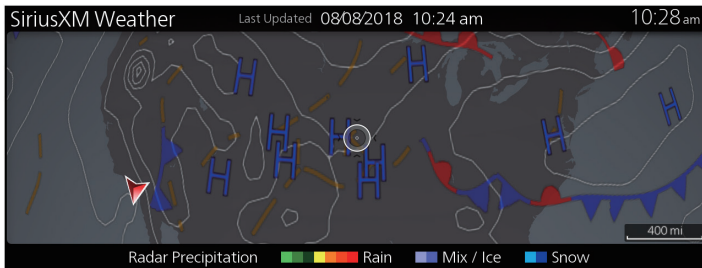 SiriusXM Weather Last Updated 08/08/2018 10:24 am 10:28 am
H H
H
H H H
H H
H H
400 mi
Radar Precipitation Rain Mix / Ice Snow